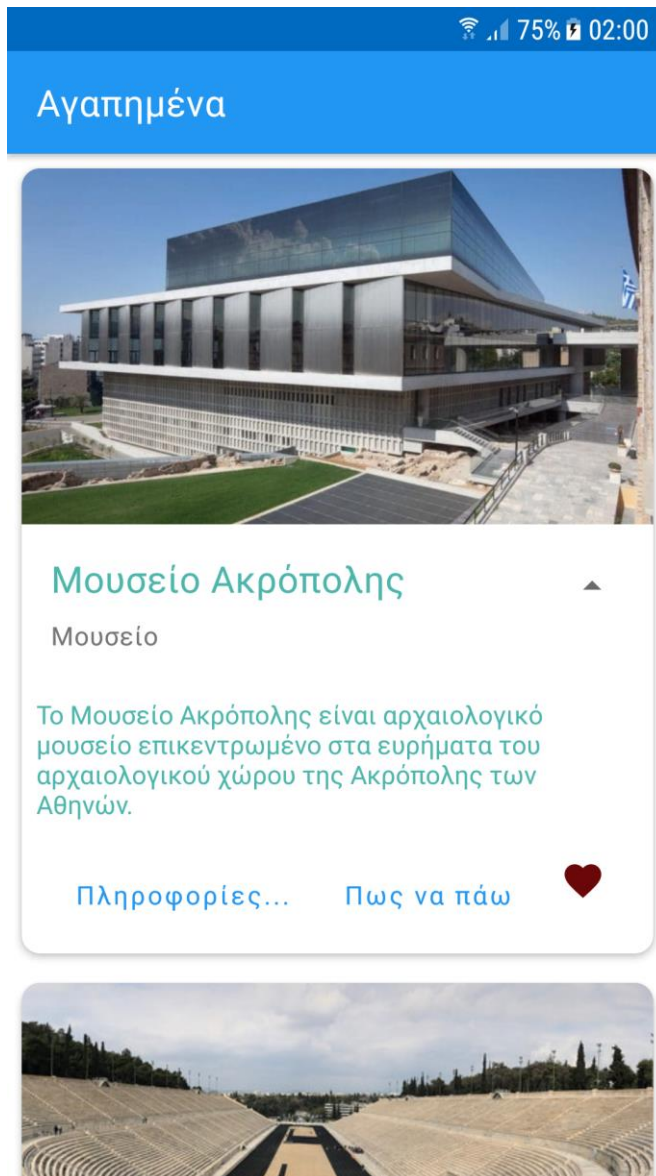 75% 02:00
Αγαπημένα
Μουσείο Ακρόπολης
Μουσείο
Το Μουσείο Ακρόπολης είναι αρχαιολογικό
μουσείο επικεντρωμένο στα ευρήματα του
αρχαιολογικού χώρου της Ακρόπολης των
Αθηνών.
Πληροφορίες... Πως να πάω